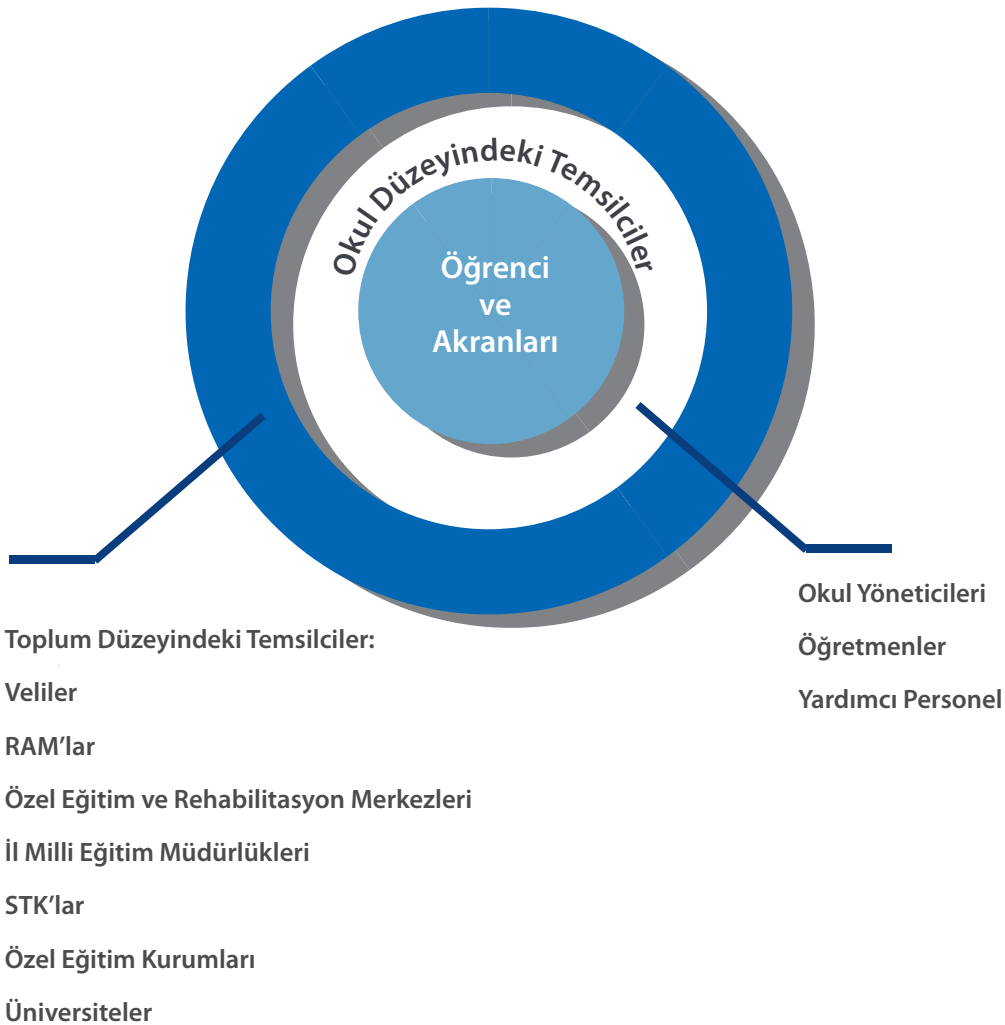 Okul Düzeyindeki Temsilciler
Öğrenci
ve
Akranları
Toplum Düzeyindeki Temsilciler:
Veliler
RAM’lar
Özel Eğitim ve Rehabilitasyon Merkezleri
İl Milli Eğitim Müdürlükleri
STK’lar
Özel Eğitim Kurumları
Üniversiteler
Okul Yöneticileri
Öğretmenler
Yardımcı Personel